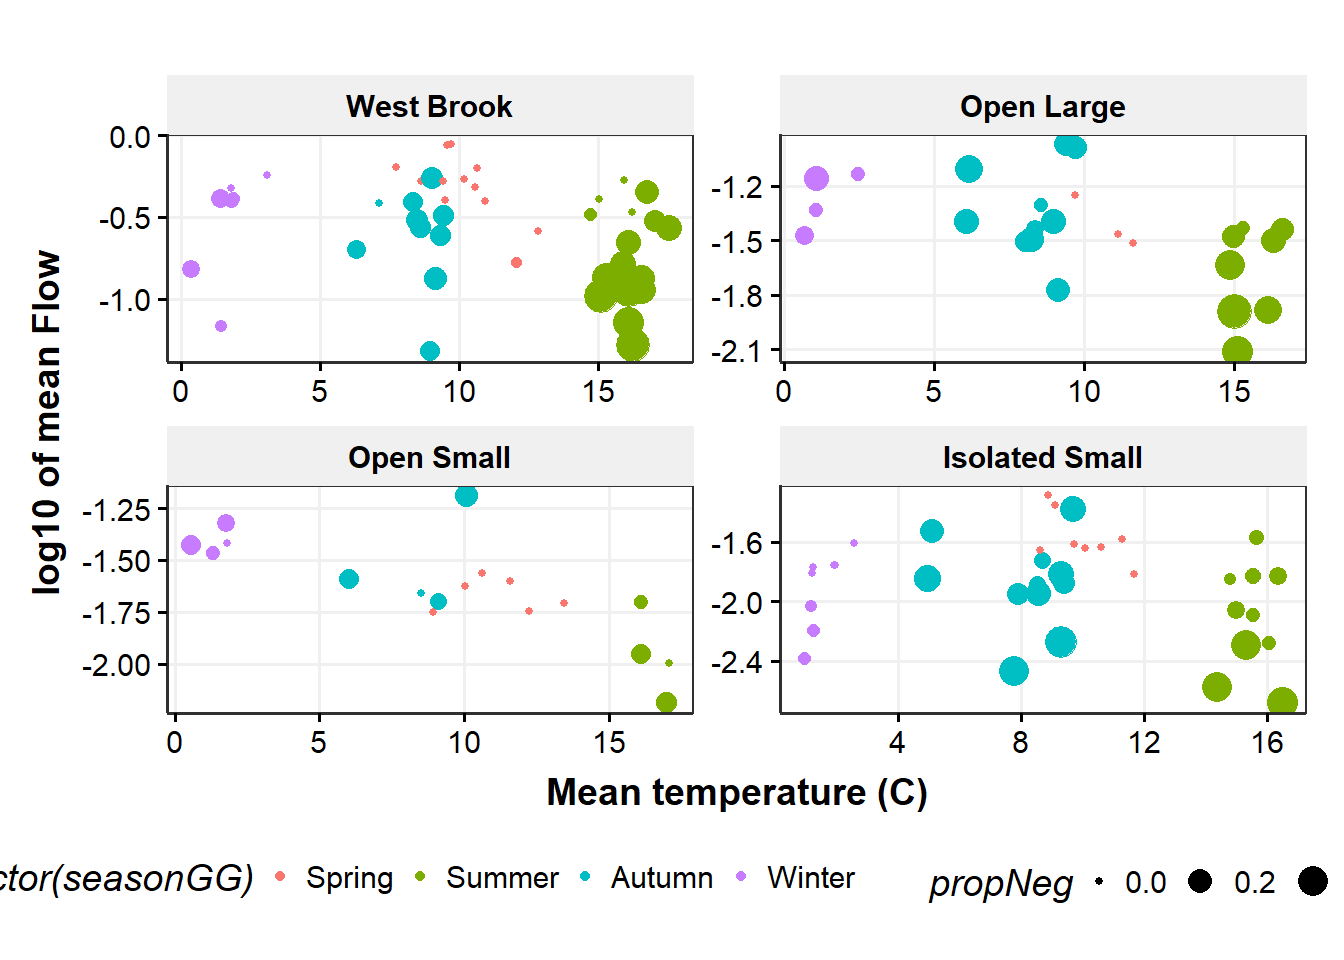 West Brook
Open Large
0.0
-0.5
-1.0
-1.2
-1.5
-1.8
-2.1
0 5 10 15
0 5 10 15
Open Small
Isolated Small
-1.25
-1.50
-1.75
-2.00
-1.6
-2.0
-2.4
0 5 10 15
4 8 12 16
log10 of mean Flow
Mean temperature (C)
ctor(seasonGG) Spring Summer Autumn Winter
propNeg 0.0 0.2